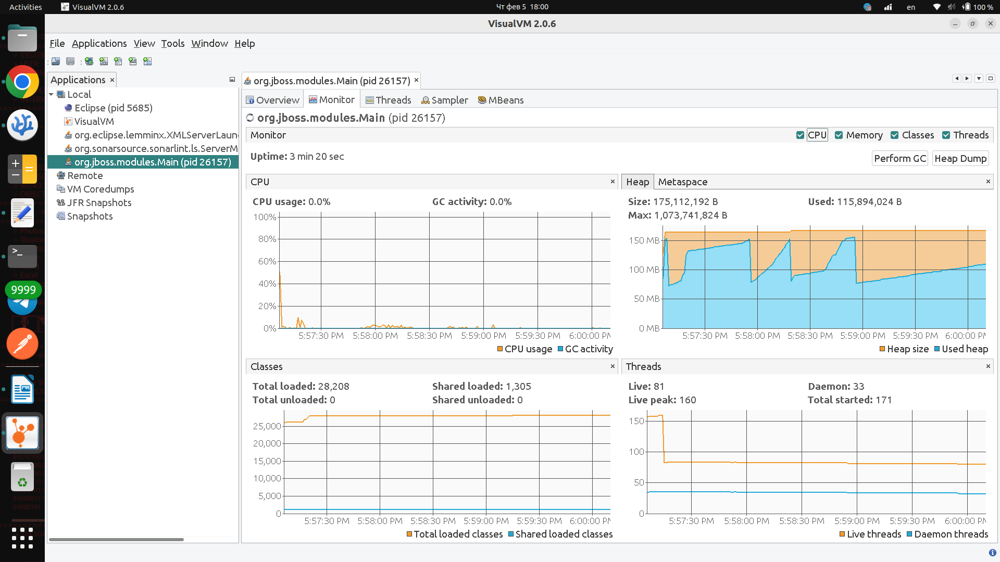 Activities
VisualVM 2.0.6
Чт фев 5 18:00
en
100 %
VisualVM 2.0.6
File Applications View Tools Window Help
Applications
Local
Eclipse (pid 5685)
VisualVM
org.eclipse.lemminx.XMLServerLaun
org.sonarsource.sonarlint.ls.ServerM
org.jboss.modules.Main (pid 26157)
Remote
VM Coredumps
JFR Snapshots
Snapshots
9999
org.jboss.modules.Main (pid 26157)
Overview Monitor Threads Sampler MBeans
org.jboss.modules.Main (pid 26157)
Monitor
CPU Memory Classes Threads
Uptime: 3 min 20 sec
Perform GC Heap Dump
CPU
CPU usage: 0.0% GC activity: 0.0%
100%
80%
60%
40%
20%
0%
5:57:30 PM 5:58:00 PM 5:58:30 PM 5:59:00 PM 5:59:30 PM 6:00:00 PM
CPU usage GC activity
Heap Metaspace
Size: 175,112,192 B Used: 115,894,024 B
Max: 1,073,741,824 B
150 MB
100 MB
50 MB
0 MB
5:57:30 PM 5:58:00 PM 5:58:30 PM 5:59:00 PM 5:59:30 PM 6:00:00 PM
Heap size Used heap
Classes
Total loaded: 28,208 Shared loaded: 1,305
Total unloaded: 0 Shared unloaded: 0
25,000
20,000
15,000
10,000
5,000
0
5:57:30 PM 5:58:00 PM 5:58:30 PM 5:59:00 PM 5:59:30 PM 6:00:00 PM
Total loaded classes Shared loaded classes
Threads
Live: 81 Daemon: 33
Live peak: 160 Total started: 171
150
100
50
0
5:57:30 PM 5:58:00 PM 5:58:30 PM 5:59:00 PM 5:59:30 PM 6:00:00 PM
Live threads Daemon threads